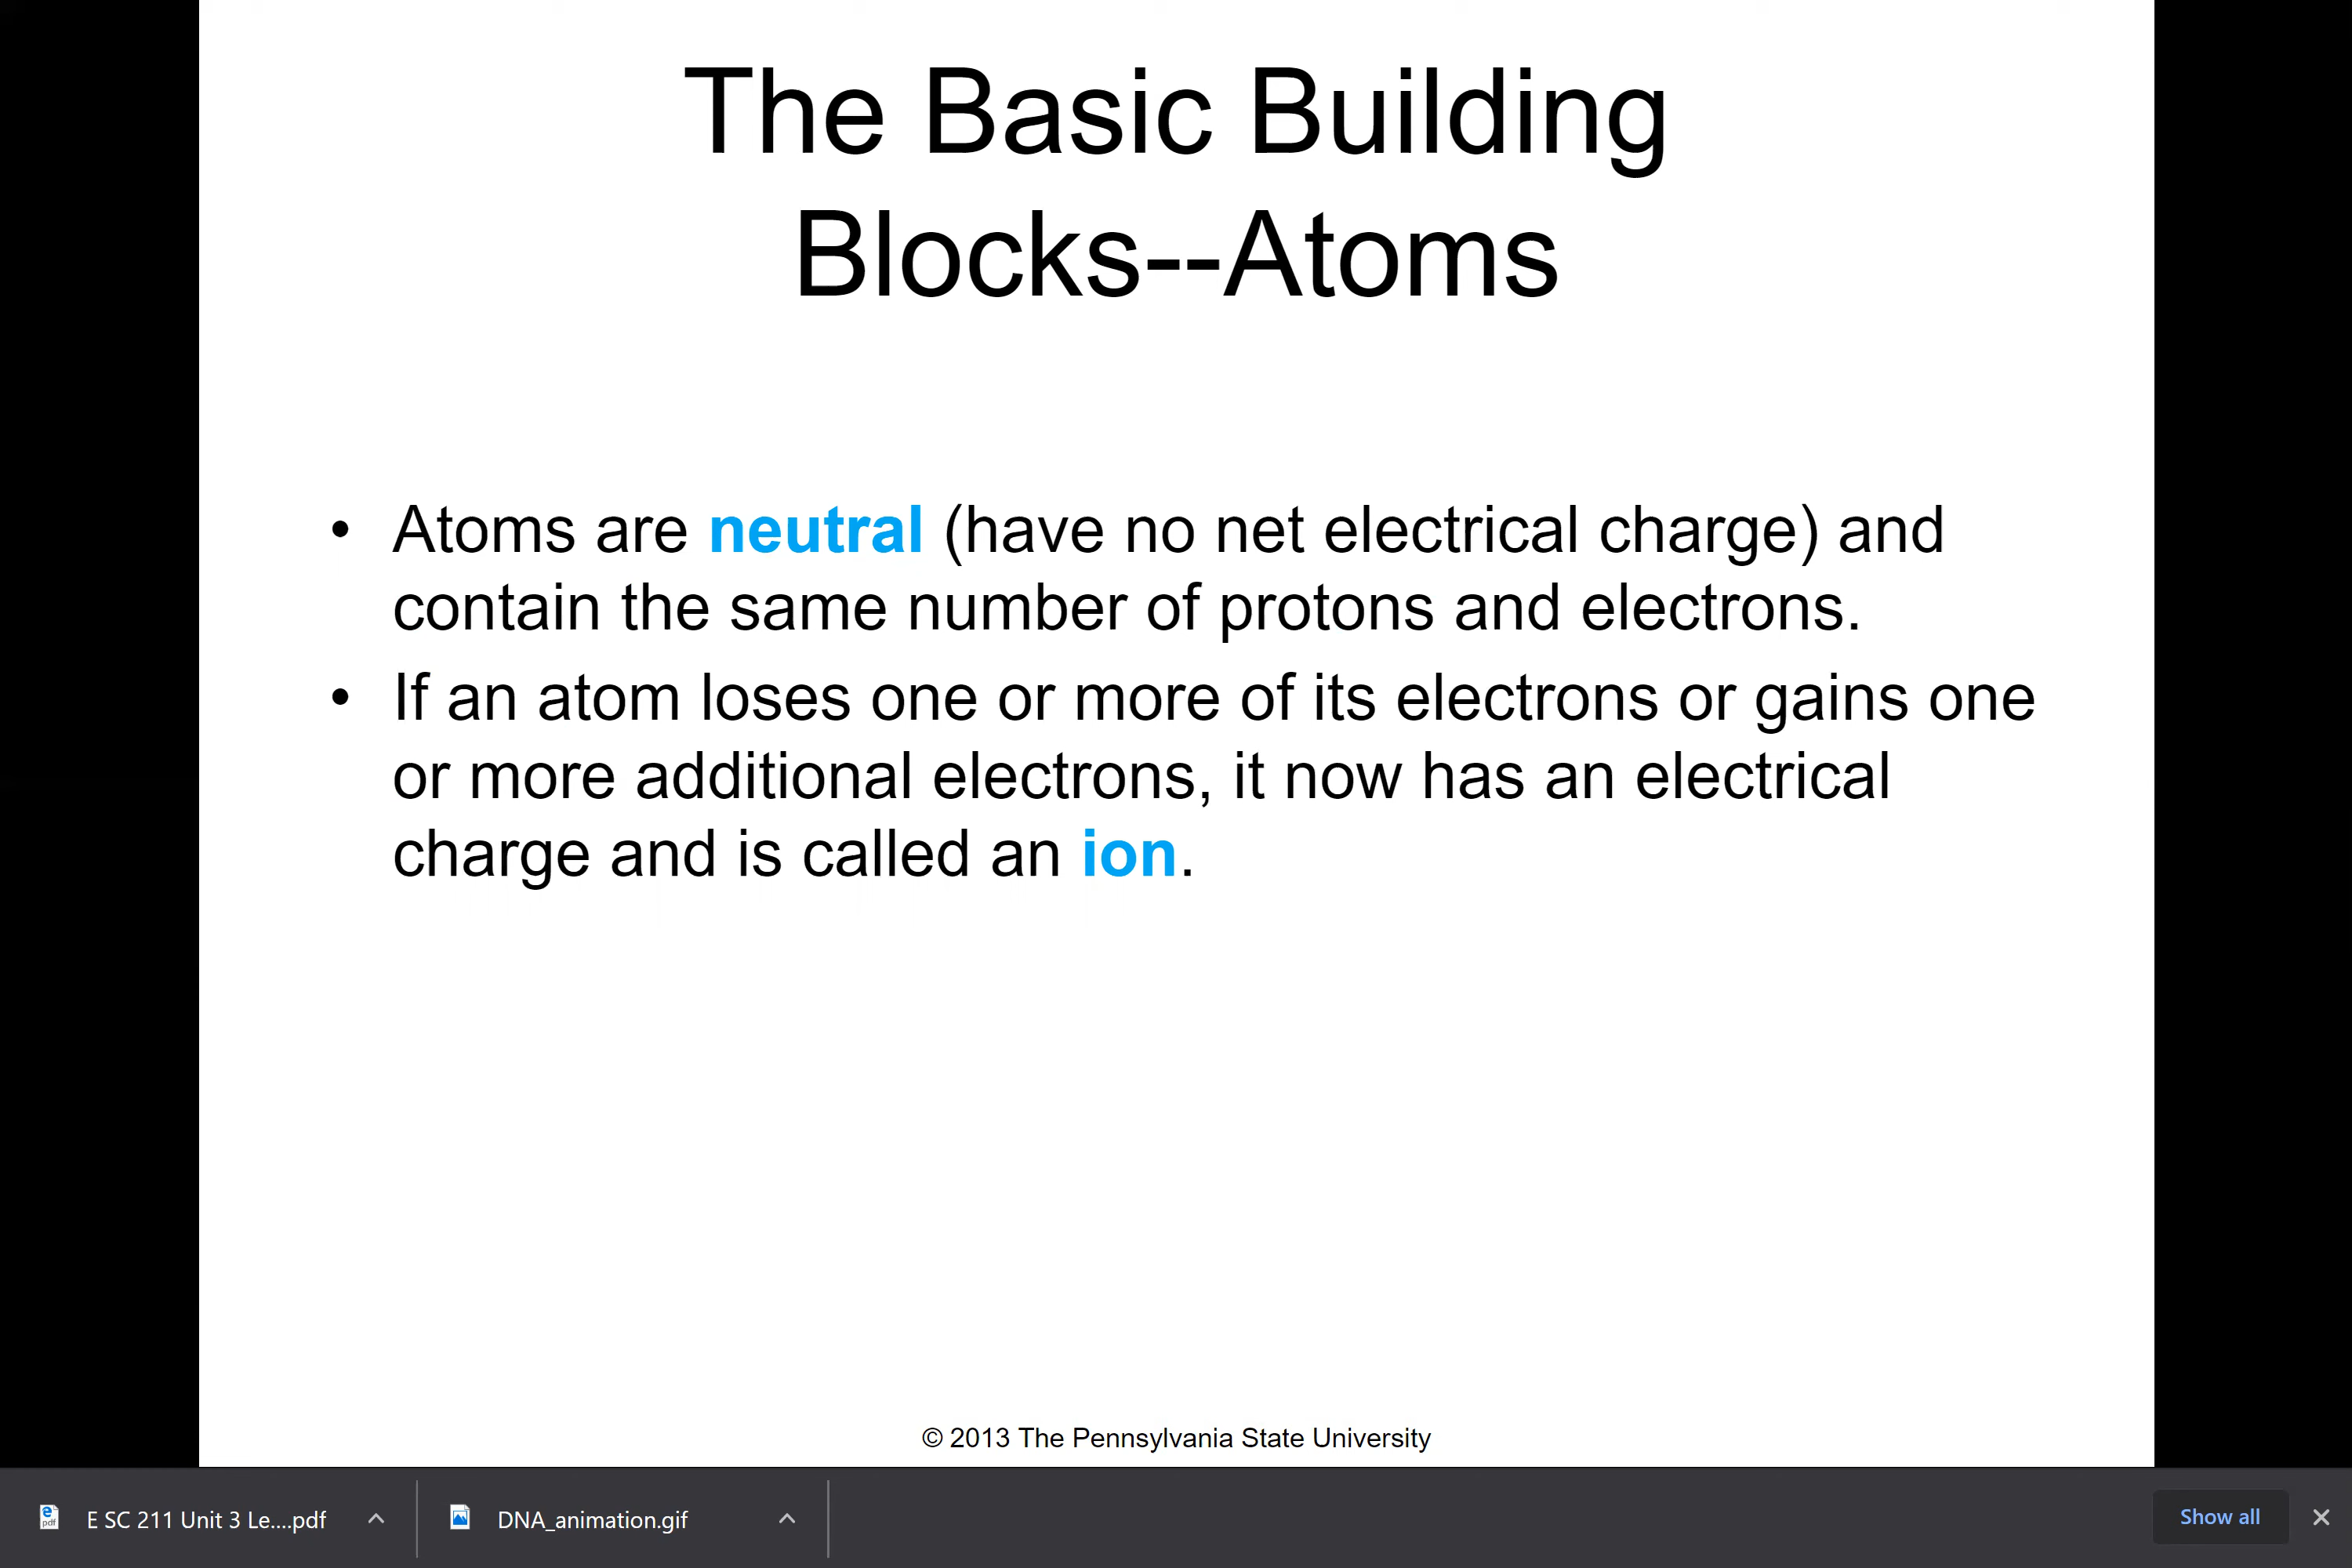 The Basic Building
Blocks--Atoms
• Atoms are neutral (have no net electrical charge) and
contain the same number of protons and electrons.
• If an atom loses one or more of its electrons or gains one
or more additional electrons, it now has an electrical
charge and is called an ion.
© 2013 The Pennsylvania State University
E SC 211 Unit 3 Le....pdf
DNA_animation.gif
Show all